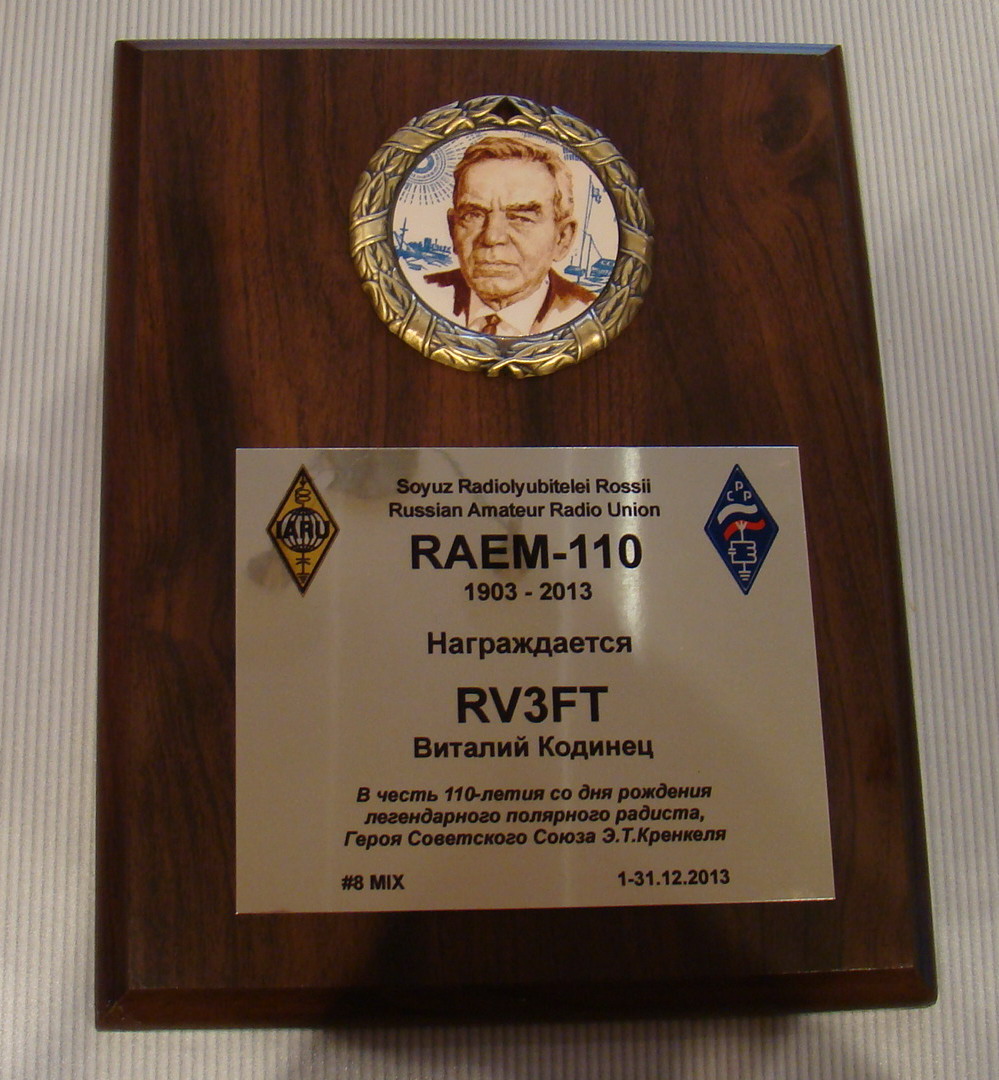 Soyuz Radiolyubitelei Rossii
Russian Amateur Radio Union
IARU
С Р Р
RAEM-110
1903 - 2013
Награждается
RV3FT
Виталий Кодинец
В честь 110-летия со дня рождения
легендарного полярного радиста,
Героя Советского Союза Э.Т.Кренкеля
#8 MIX
1-31.12.2013